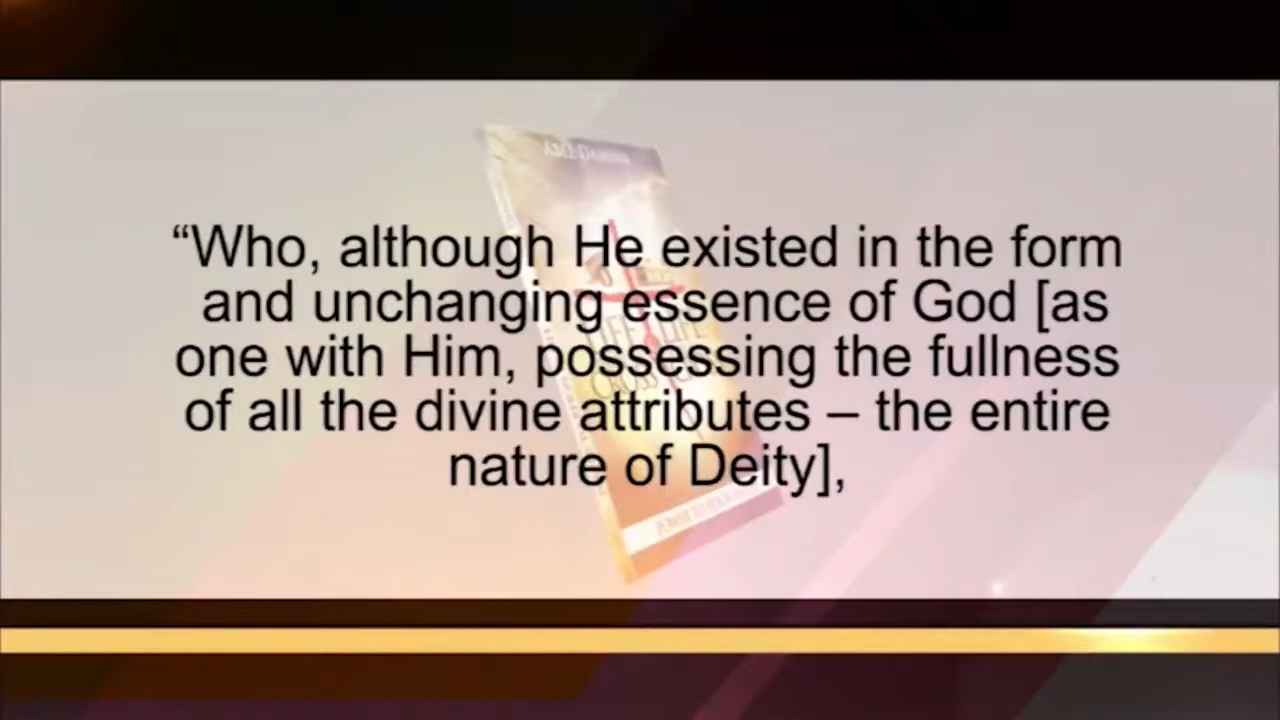 “Who, although He existed in the form
and unchanging essence of God [as
one with Him, possessing the fullness
of all the divine attributes – the entire
nature of Deity],